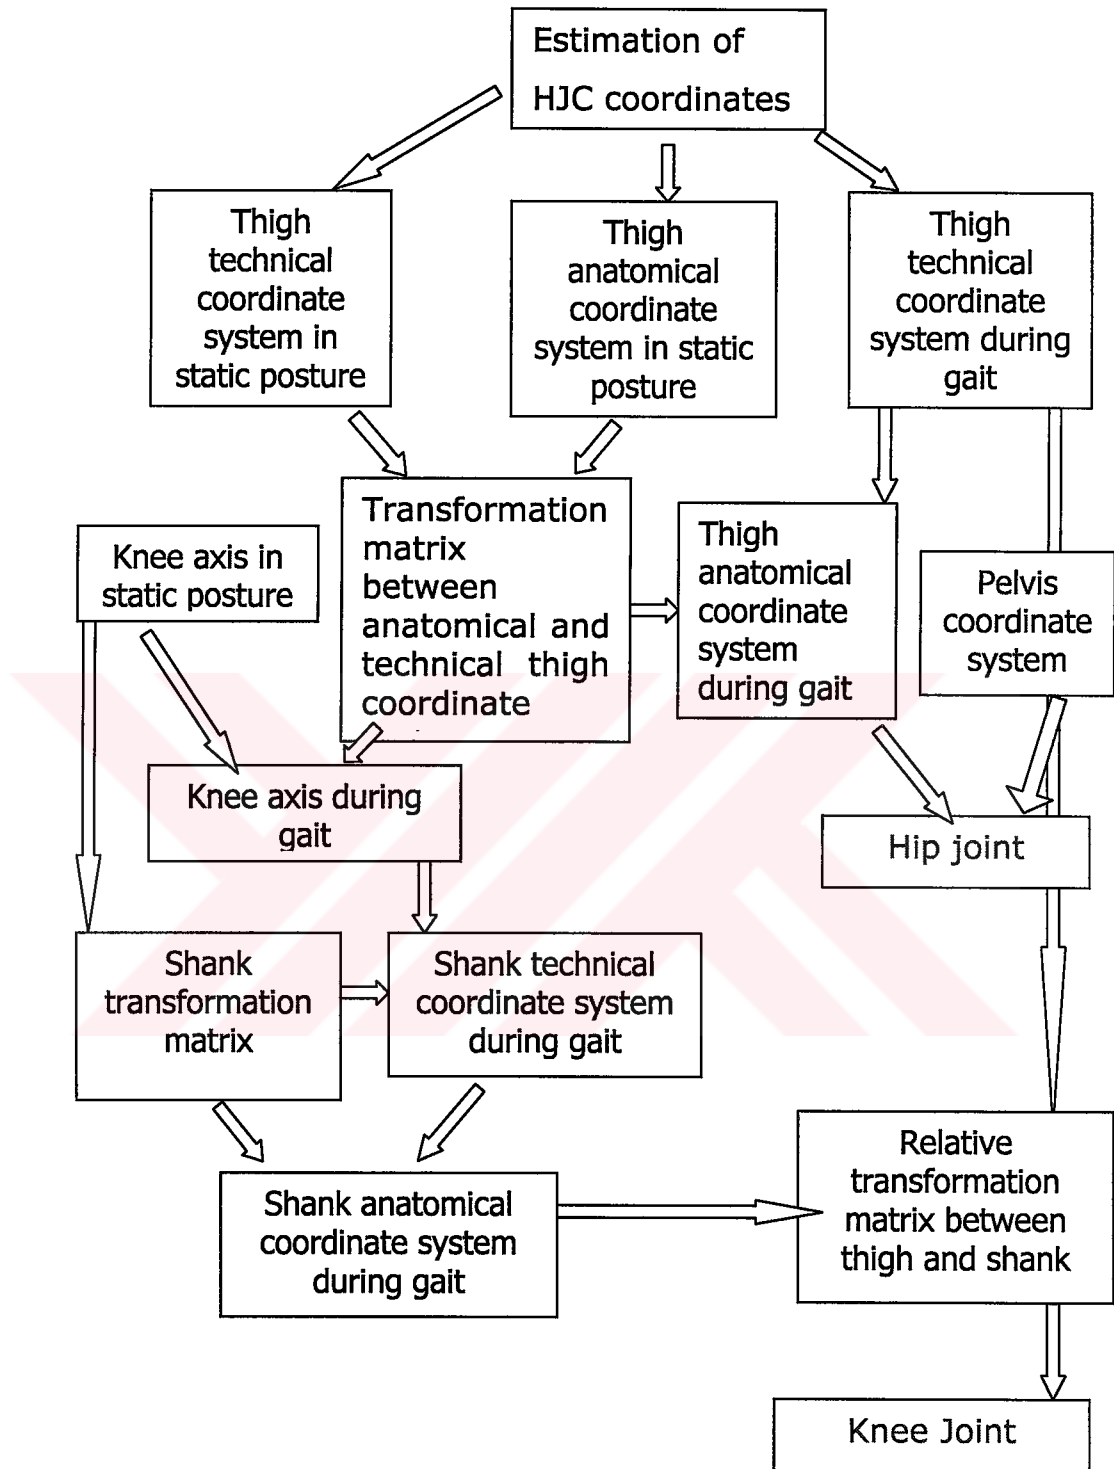 Estimation of
HJC coordinates
Thigh
technical
coordinate
system in
static posture
Thigh
anatomical
coordinate
system in static
posture
Thigh
technical
coordinate
system during
gait
Transformation
matrix
between
anatomical and
technical thigh
coordinate
Thigh
anatomical
coordinate
system
during gait
Knee axis in
static posture
Pelvis
coordinate
system
Knee axis during
gait
Hip joint
Shank
transformation
matrix
Shank technical
coordinate system
during gait
Shank anatomical
coordinate system
during gait
Relative
transformation
matrix between
thigh and shank
Knee Joint